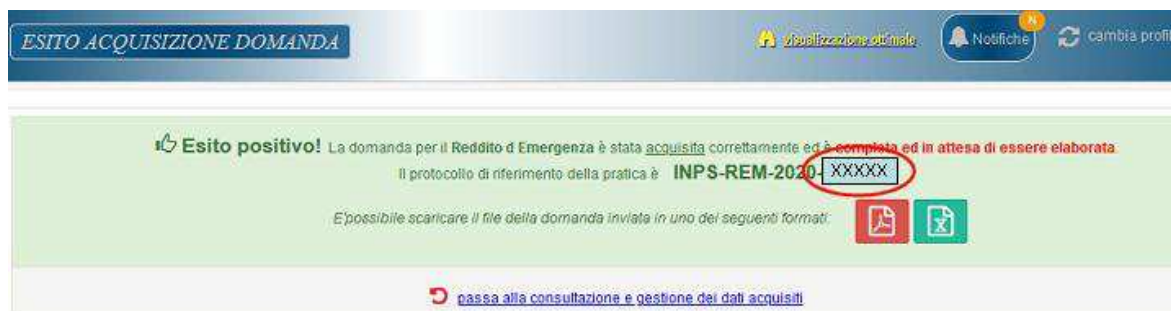 ESITO ACQUISIZIONE DOMANDA
visualizzazione ottimale
N
Notifiche
cambia profil
Esito positivo! La domanda per il Reddito d Emergenza è stata acquisita correttamente ed è completa ed in attesa di essere elaborata
Il protocollo di riferimento della pratica è INPS-REM-2020- XXXXX
E'possibile scaricare il file della domanda inviata in uno dei seguenti formati:
passa alla consultazione e gestione dei dati acquisiti